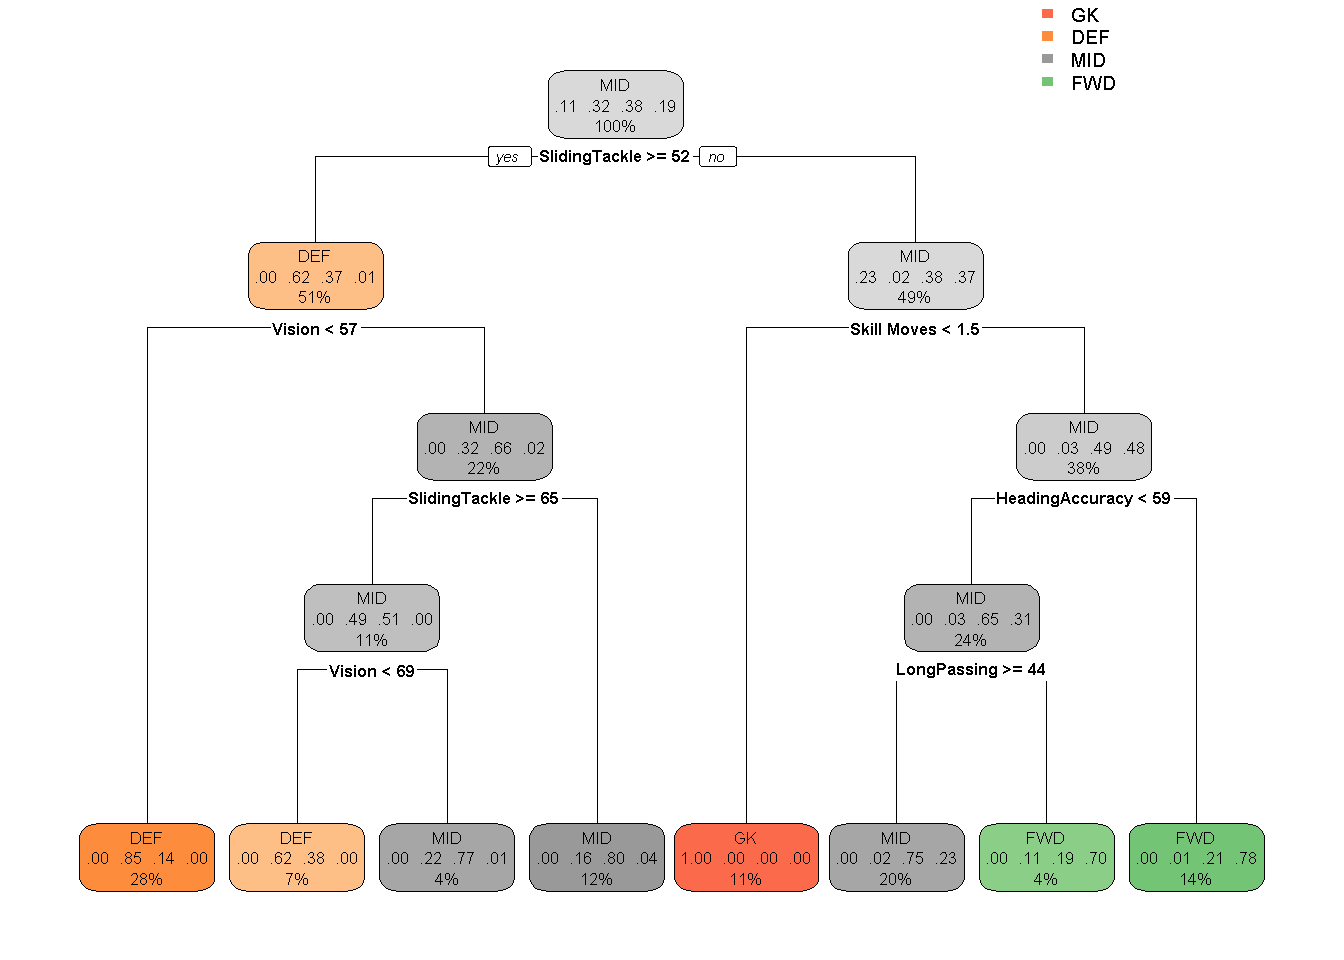 GK
DEF
MID
FWD
MID
.11 .32 .38 .19
100%
yes SlidingTackle >= 52 no
DEF
.00 .62 .37 .01
51%
MID
.23 .02 .38 .37
49%
Vision < 57
Skill Moves < 1.5
MID
.00 .32 .66 .02
22%
MID
.00 .03 .49 .48
38%
SlidingTackle >= 65
HeadingAccuracy < 59
MID
.00 .49 .51 .00
11%
MID
.00 .03 .65 .31
24%
Vision < 69
LongPassing >= 44
DEF
.00 .85 .14 .00
28%
DEF
.00 .62 .38 .00
7%
MID
.00 .22 .77 .01
4%
MID
.00 .16 .80 .04
12%
GK
1.00 .00 .00 .00
11%
MID
.00 .02 .75 .23
20%
FWD
.00 .11 .19 .70
4%
FWD
.00 .01 .21 .78
14%